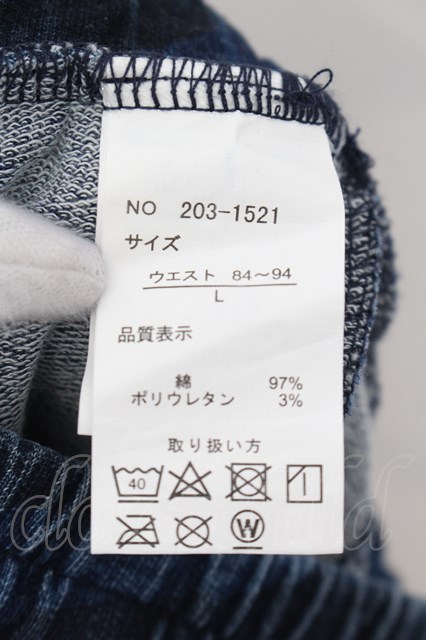 NO 203-1521
サイズ
ウエスト 84～94
L
品質表示
綿 97%
ポリウレタン 3%
取り扱い方
40
W